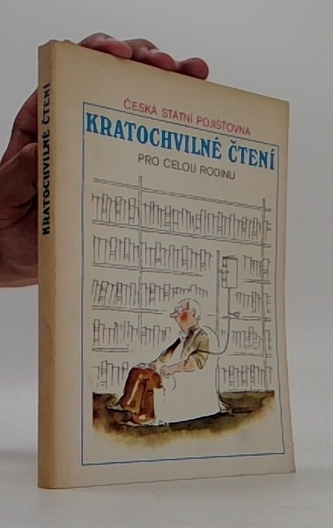 ČESKÁ STÁTNÍ POJIŠŤOVNA
KRATOCHVILNÉ ČTENÍ
PRO CELOU RODINU
KRATOCHVILNÉ ČTENÍ